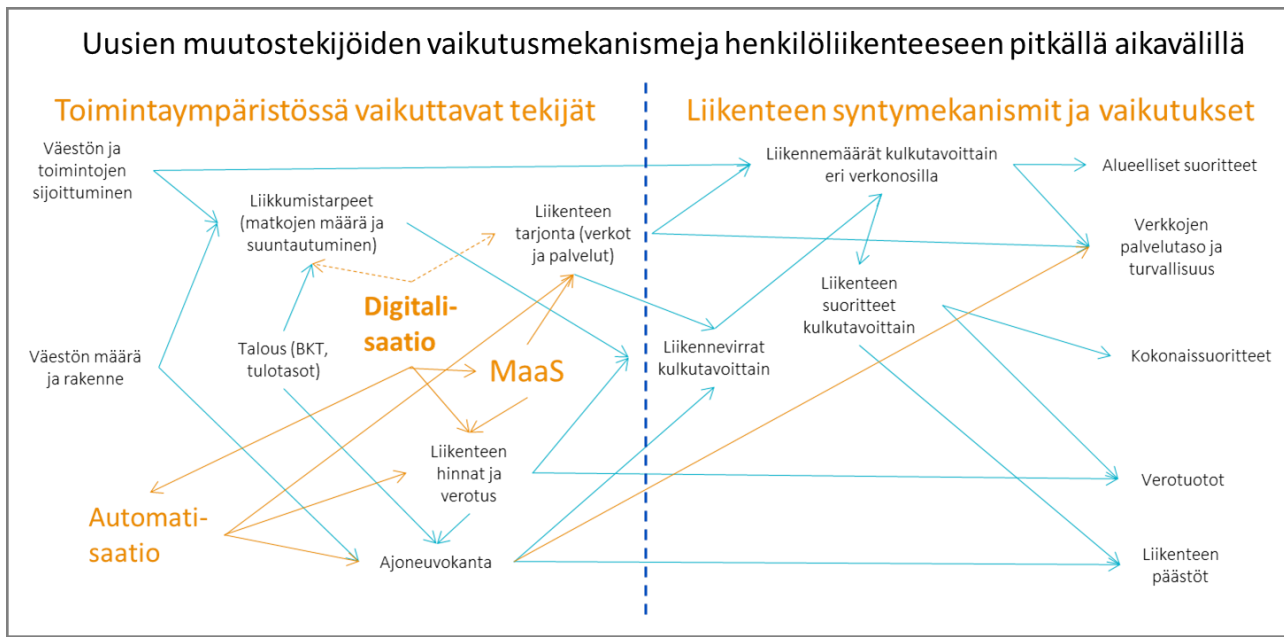 Uusien muutostekijöiden vaikutusmekanismeja henkilöliikenteeseen pitkällä aikavälillä
Toimintaympäristössä vaikuttavat tekijät
Väestön ja
toimintojen
sijoittuminen
Liikkumistarpeet
(matkojen määrä ja
suuntautuminen)
Liikenteen
tarjonta (verkot
ja palvelut)
Digitali-
saatio
Väestön määrä
ja rakenne
Talous (BKT,
tulotasot)
MaaS
Liikenteen
hinnat ja
verotus
Automati-
saatio
Ajoneuvokanta
Liikenteen syntymekanismit ja vaikutukset
Liikennemäärät kulkutavoittain
eri verkonosilla
Alueelliset suoritteet
Verkkojen
palvelutaso ja
turvallisuus
Liikenteen
suoritteet
kulkutavoittain
Liikennevirrat
kulkutavoittain
Kokonaissuoritteet
Verotuotot
Liikenteen
päästöt